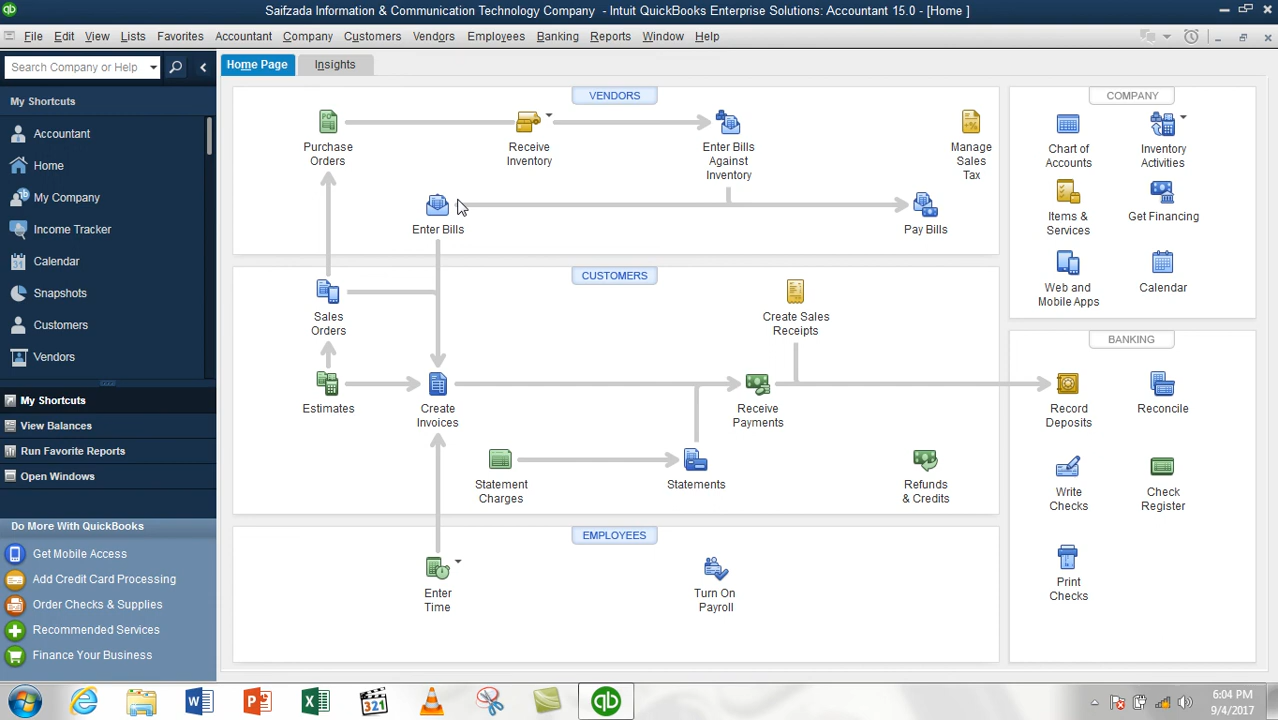 Saifzada Information & Communication Technology Company - Intuit QuickBooks Enterprise Solutions: Accountant 15.0 - [Home ]
File Edit View Lists Favorites Accountant Company Customers Vendors Employees Banking Reports Window Help
Search Company or Help
My Shortcuts
Accountant
Home
My Company
Income Tracker
Calendar
Snapshots
Customers
Vendors
My Shortcuts
View Balances
Run Favorite Reports
Open Windows
Do More With QuickBooks
Get Mobile Access
Add Credit Card Processing
Order Checks & Supplies
Recommended Services
Finance Your Business
Home Page
Insights
VENDORS
Purchase
Orders
Receive
Inventory
Enter Bills
Against
Inventory
Manage
Sales
Tax
Enter Bills
Pay Bills
CUSTOMERS
Sales
Orders
Create Sales
Receipts
Estimates
Create
Invoices
Receive
Payments
Statement
Charges
Statements
Refunds
& Credits
EMPLOYEES
Enter
Time
Turn On
Payroll
COMPANY
Chart of
Accounts
Inventory
Activities
Items &
Services
Get Financing
Web and
Mobile Apps
Calendar
BANKING
Record
Deposits
Reconcile
Write
Checks
Check
Register
Print
Checks
qb
321
6:04 PM
9/4/2017